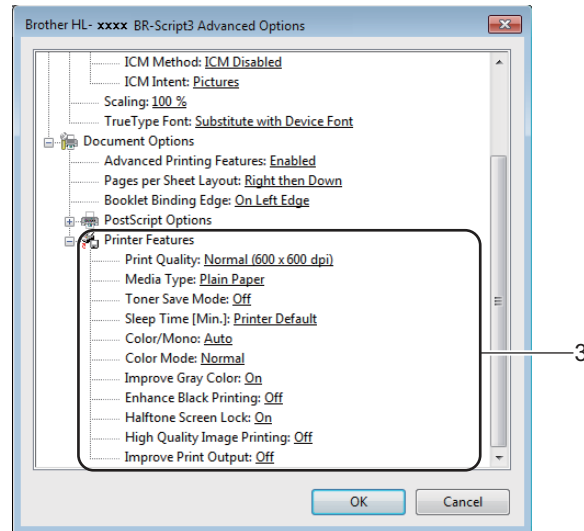 Brother HL- xxxx BR-Script3 Advanced Options
ICM Method: ICM Disabled
ICM Intent: Pictures
Scaling: 100 %
TrueType Font: Substitute with Device Font
Document Options
Advanced Printing Features: Enabled
Pages per Sheet Layout: Right then Down
Booklet Binding Edge: On Left Edge
PostScript Options
Printer Features
Print Quality: Normal (600 x 600 dpi)
Media Type: Plain Paper
Toner Save Mode: Off
Sleep Time [Min.]: Printer Default
Color/Mono: Auto
Color Mode: Normal
Improve Gray Color: On
Enhance Black Printing: Off
Halftone Screen Lock: On
High Quality Image Printing: Off
Improve Print Output: Off
3
OK Cancel